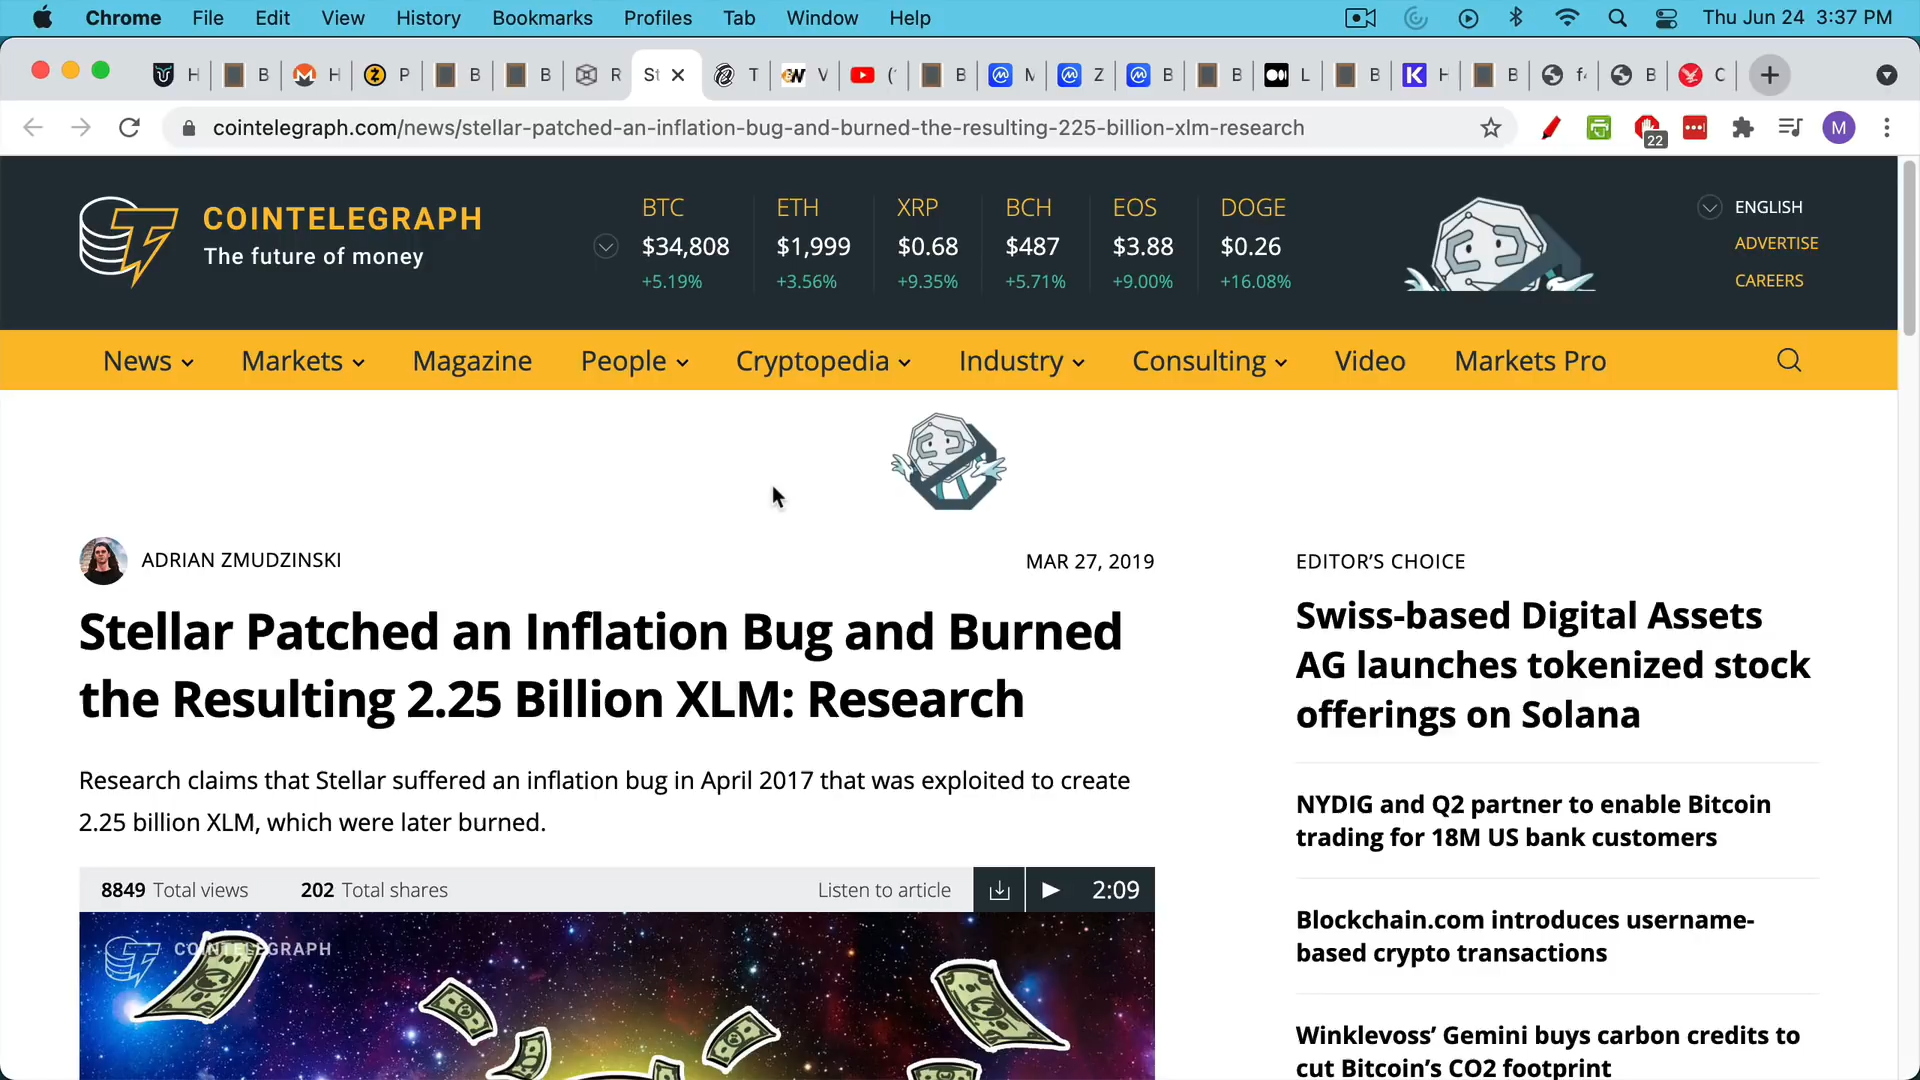 Chrome File Edit View History Bookmarks Profiles Tab Window Help Thu Jun 24 3:37 PM
H B H P B B R St T V ( B M Z B B L B H B f B C
cointelegraph.com/news/stellar-patched-an-inflation-bug-and-burned-the-resulting-225-billion-xlm-research
22
M
COINTELEGRAPH
The future of money
BTC ETH XRP BCH EOS DOGE
$34,808 $1,999 $0.68 $487 $3.88 $0.26
+5.19% +3.56% +9.35% +5.71% +9.00% +16.08%
ENGLISH
ADVERTISE
CAREERS
News Markets Magazine People Cryptopedia Industry Consulting Video Markets Pro
ADRIAN ZMUDZINSKI
MAR 27, 2019
Stellar Patched an Inflation Bug and Burned
the Resulting 2.25 Billion XLM: Research
Research claims that Stellar suffered an inflation bug in April 2017 that was exploited to create
2.25 billion XLM, which were later burned.
8849 Total views 202 Total shares Listen to article 2:09
COINTELEGRAPH
EDITOR'S CHOICE
Swiss-based Digital Assets
AG launches tokenized stock
offerings on Solana
NYDIG and Q2 partner to enable Bitcoin
trading for 18M US bank customers
Blockchain.com introduces username-
based crypto transactions
Winklevoss' Gemini buys carbon credits to
cut Bitcoin's CO2 footprint